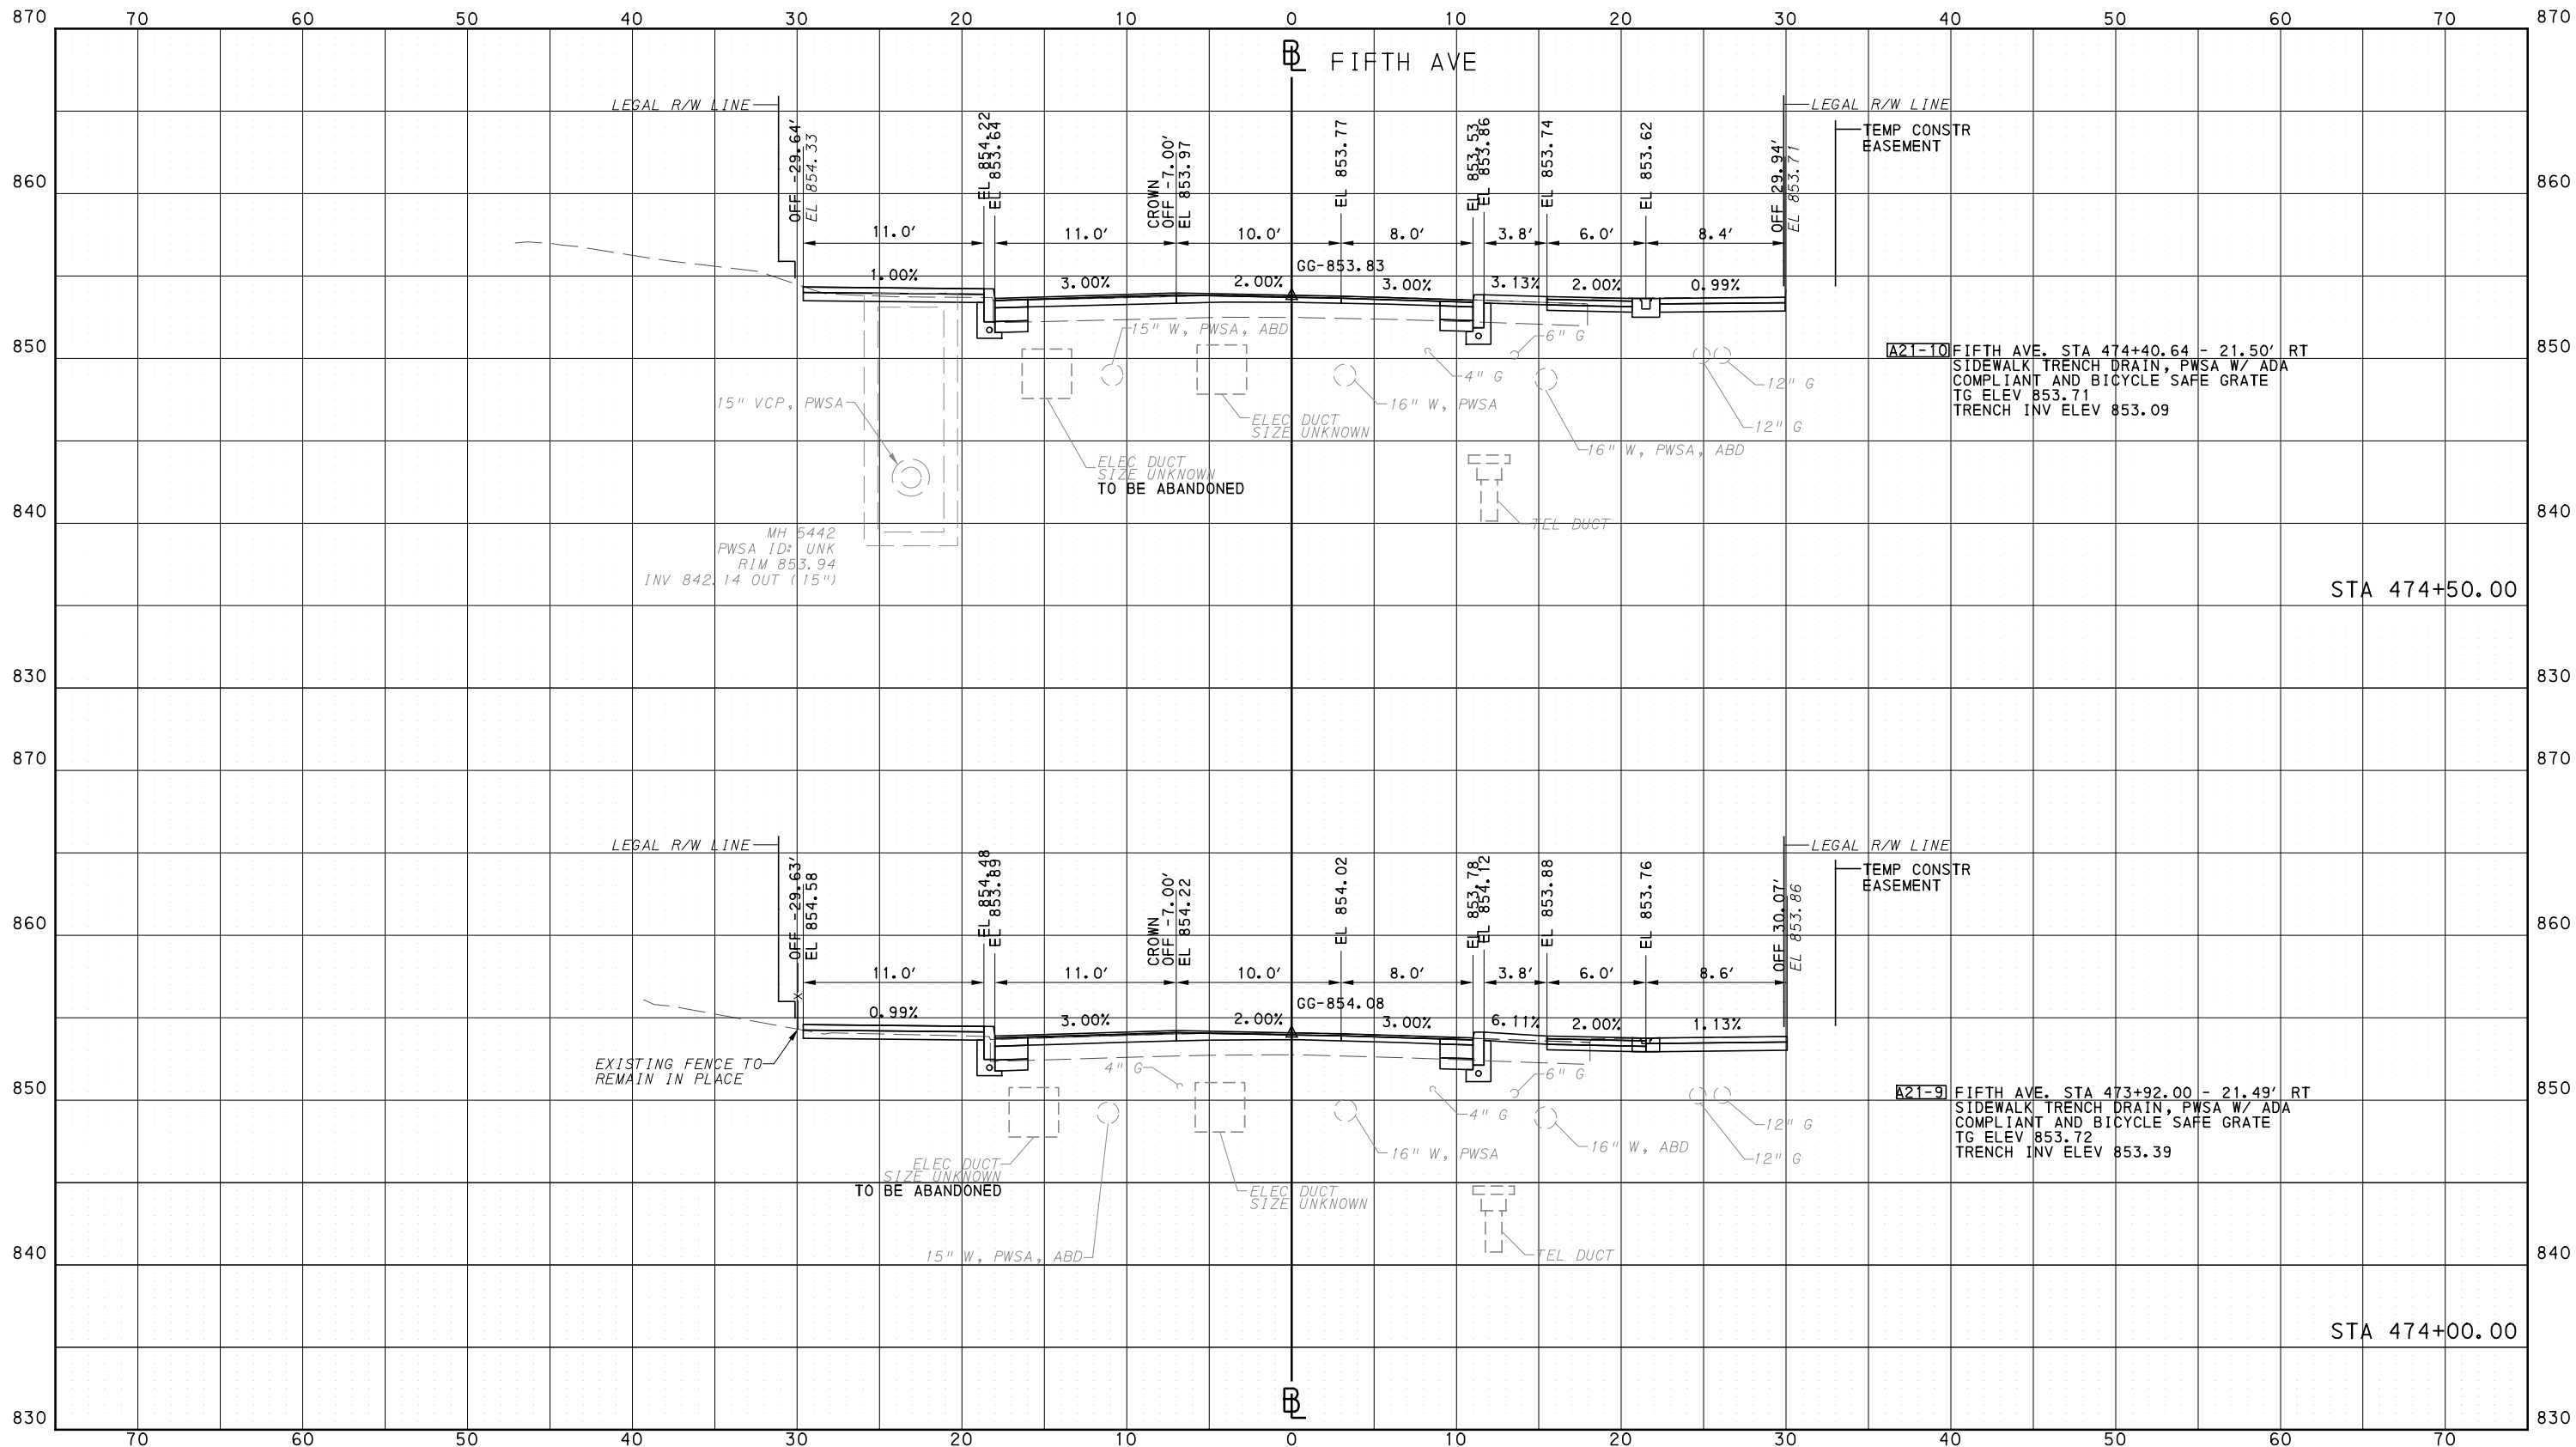 870 70 60 50 40 30 20 10 0 10 20 30 40 50 60 70 870
BL FIFTH AVE
LEGAL R/W LINE
OFF -29.64'
EL 854.33
EL 854.22
EL 853.64
CROWN
OFF -7.00'
EL 853.97
EL 853.77
EL 853.53
EL 853.86
EL 853.74
EL 853.62
OFF 29.94'
EL 853.71
LEGAL R/W LINE
TEMP CONSTR
EASEMENT
860 860
11.0' 11.0' 10.0' 8.0' 3.8' 6.0' 8.4'
GG-853.83
1.00% 3.00% 2.00% 3.00% 3.13% 2.00% 0.99%
15" W, PWSA, ABD
6" G
850 850
4" G
12" G
15" VCP, PWSA
16" W, PWSA
ELEC DUCT
SIZE UNKNOWN
12" G
16" W, PWSA, ABD
ELEC DUCT
SIZE UNKNOWN
TO BE ABANDONED
A21-10 FIFTH AVE. STA 474+40.64 - 21.50' RT
SIDEWALK TRENCH DRAIN, PWSA W/ ADA
COMPLIANT AND BICYCLE SAFE GRATE
TG ELEV 853.71
TRENCH INV ELEV 853.09
840 840
TEL DUCT
MH 5442
PWSA ID: UNK
RIM 853.94
INV 842.14 OUT (15")
STA 474+50.00
830 830
870 870
LEGAL R/W LINE
OFF -29.63'
EL 854.58
EL 854.48
EL 853.89
CROWN
OFF -7.00'
EL 854.22
EL 854.02
EL 853.78
EL 854.12
EL 853.88
EL 853.76
OFF 30.07'
EL 853.86
LEGAL R/W LINE
TEMP CONSTR
EASEMENT
860 860
11.0' 11.0' 10.0' 8.0' 3.8' 6.0' 8.6'
X
GG-854.08
0.99% 3.00% 2.00% 3.00% 6.11% 2.00% 1.13%
EXISTING FENCE TO
REMAIN IN PLACE
4" G
6" G
850 850
4" G
12" G
16" W, PWSA
16" W, ABD
12" G
ELEC DUCT
SIZE UNKNOWN
TO BE ABANDONED
ELEC DUCT
SIZE UNKNOWN
A21-9 FIFTH AVE. STA 473+92.00 - 21.49' RT
SIDEWALK TRENCH DRAIN, PWSA W/ ADA
COMPLIANT AND BICYCLE SAFE GRATE
TG ELEV 853.72
TRENCH INV ELEV 853.39
15" W, PWSA, ABD
TEL DUCT
840 840
STA 474+00.00
BL
830 830
70 60 50 40 30 20 10 0 10 20 30 40 50 60 70